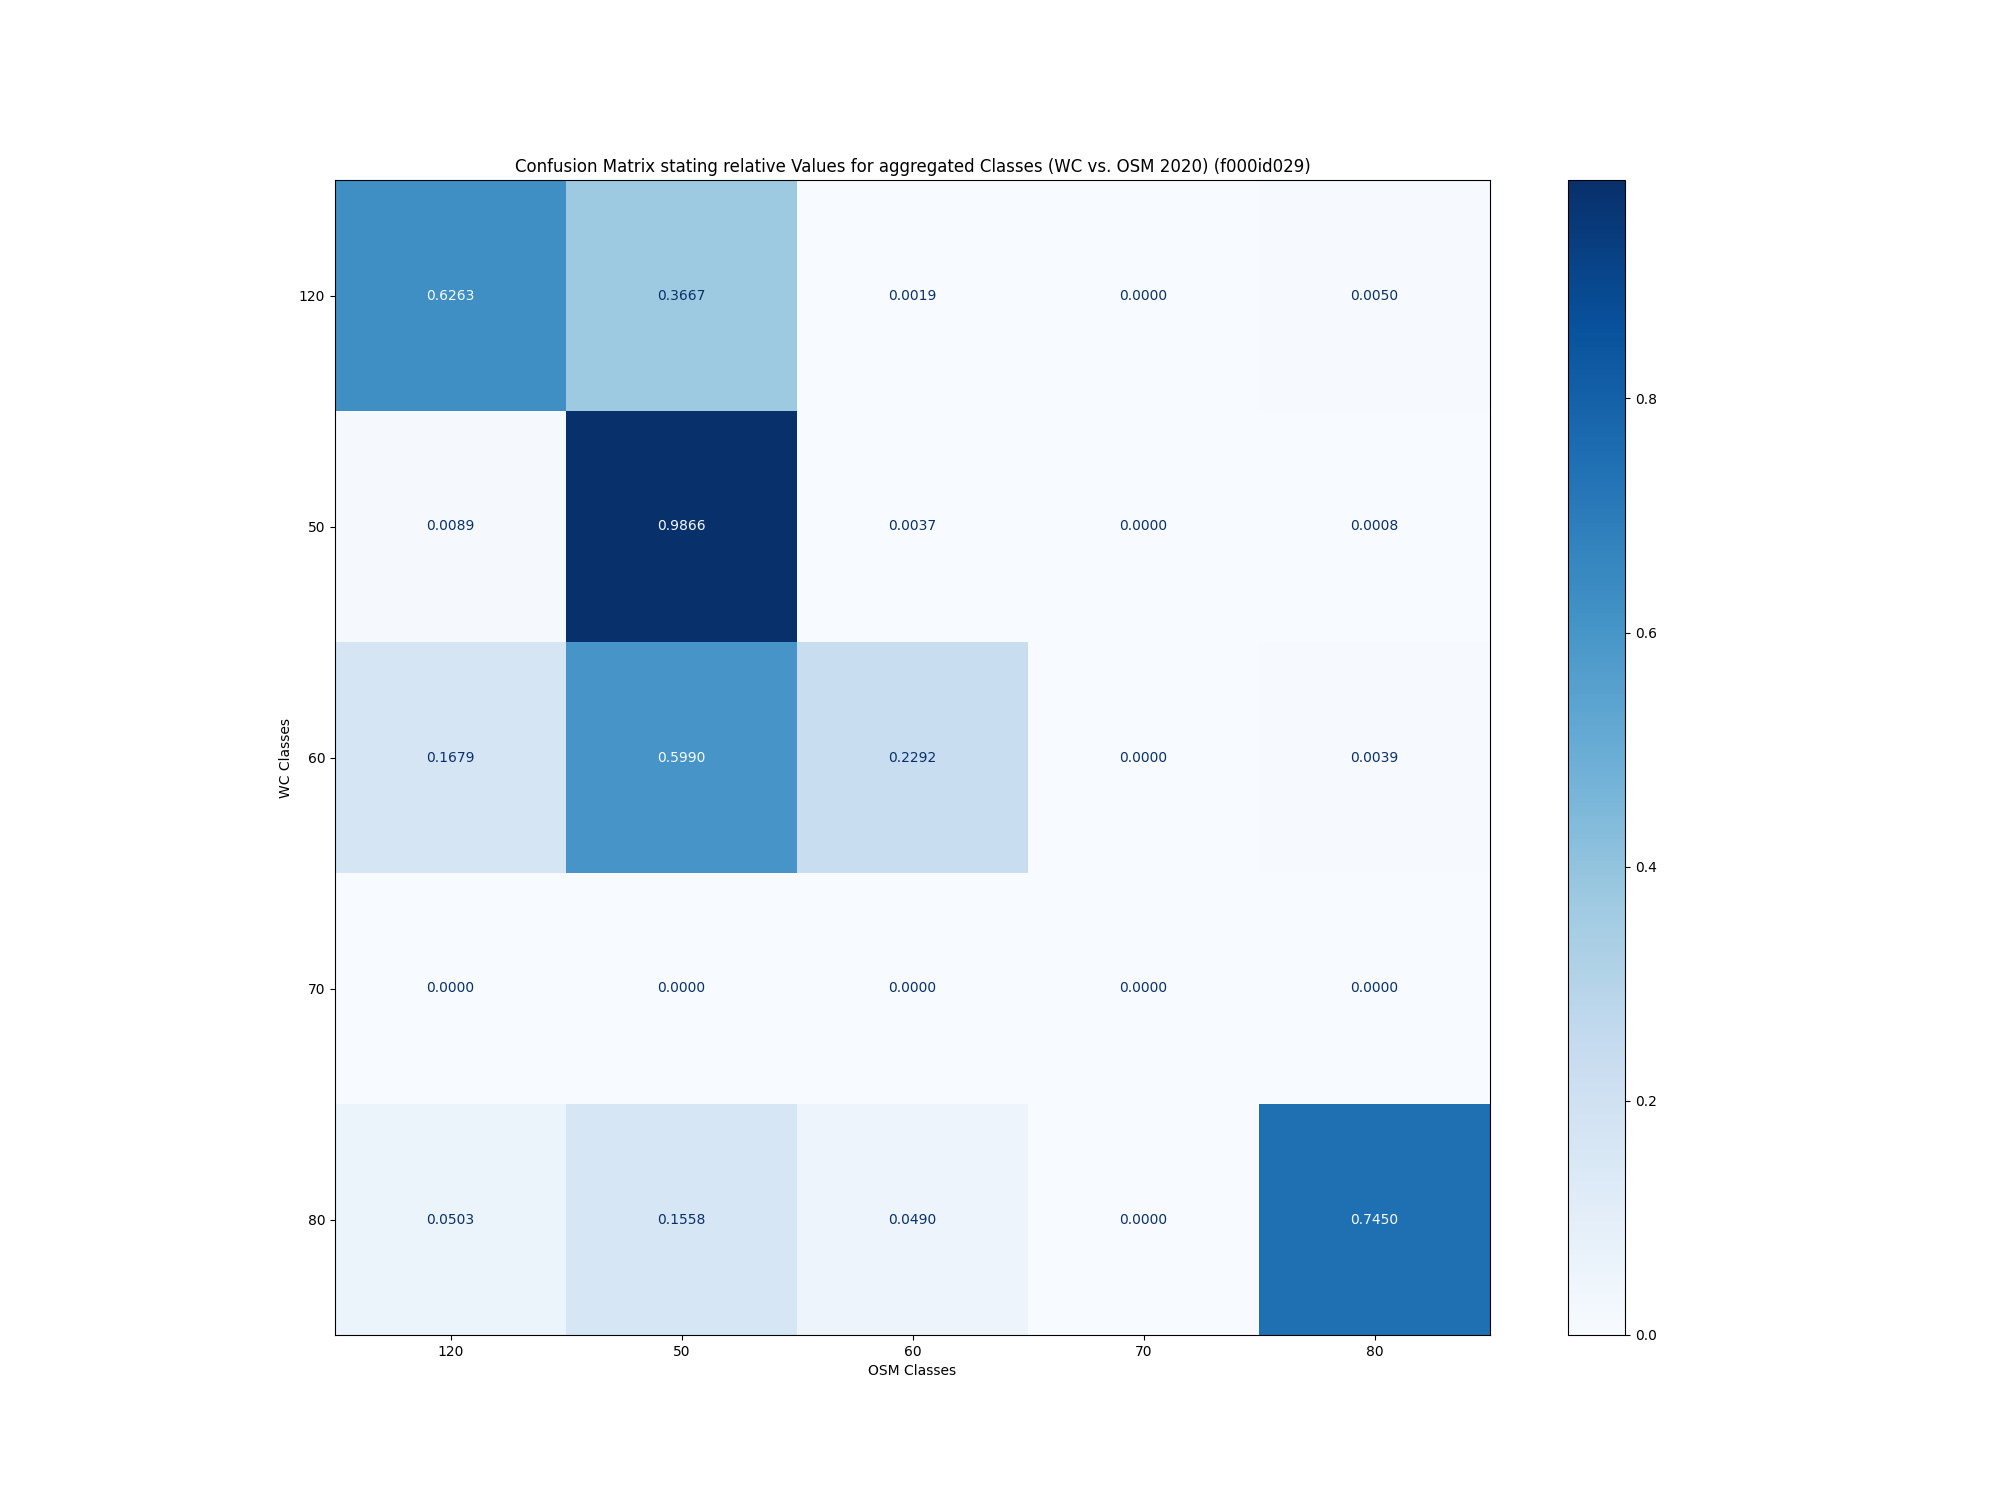 Confusion Matrix stating relative Values for aggregated Classes (WC vs. OSM 2020) (f000id029)
WC Classes
120 0.6263 0.3667 0.0019 0.0000 0.0050
50 0.0089 0.9866 0.0037 0.0000 0.0008
60 0.1679 0.5990 0.2292 0.0000 0.0039
70 0.0000 0.0000 0.0000 0.0000 0.0000
80 0.0503 0.1558 0.0490 0.0000 0.7450
120 50 60 70 80
OSM Classes
0.8
0.6
0.4
0.2
0.0